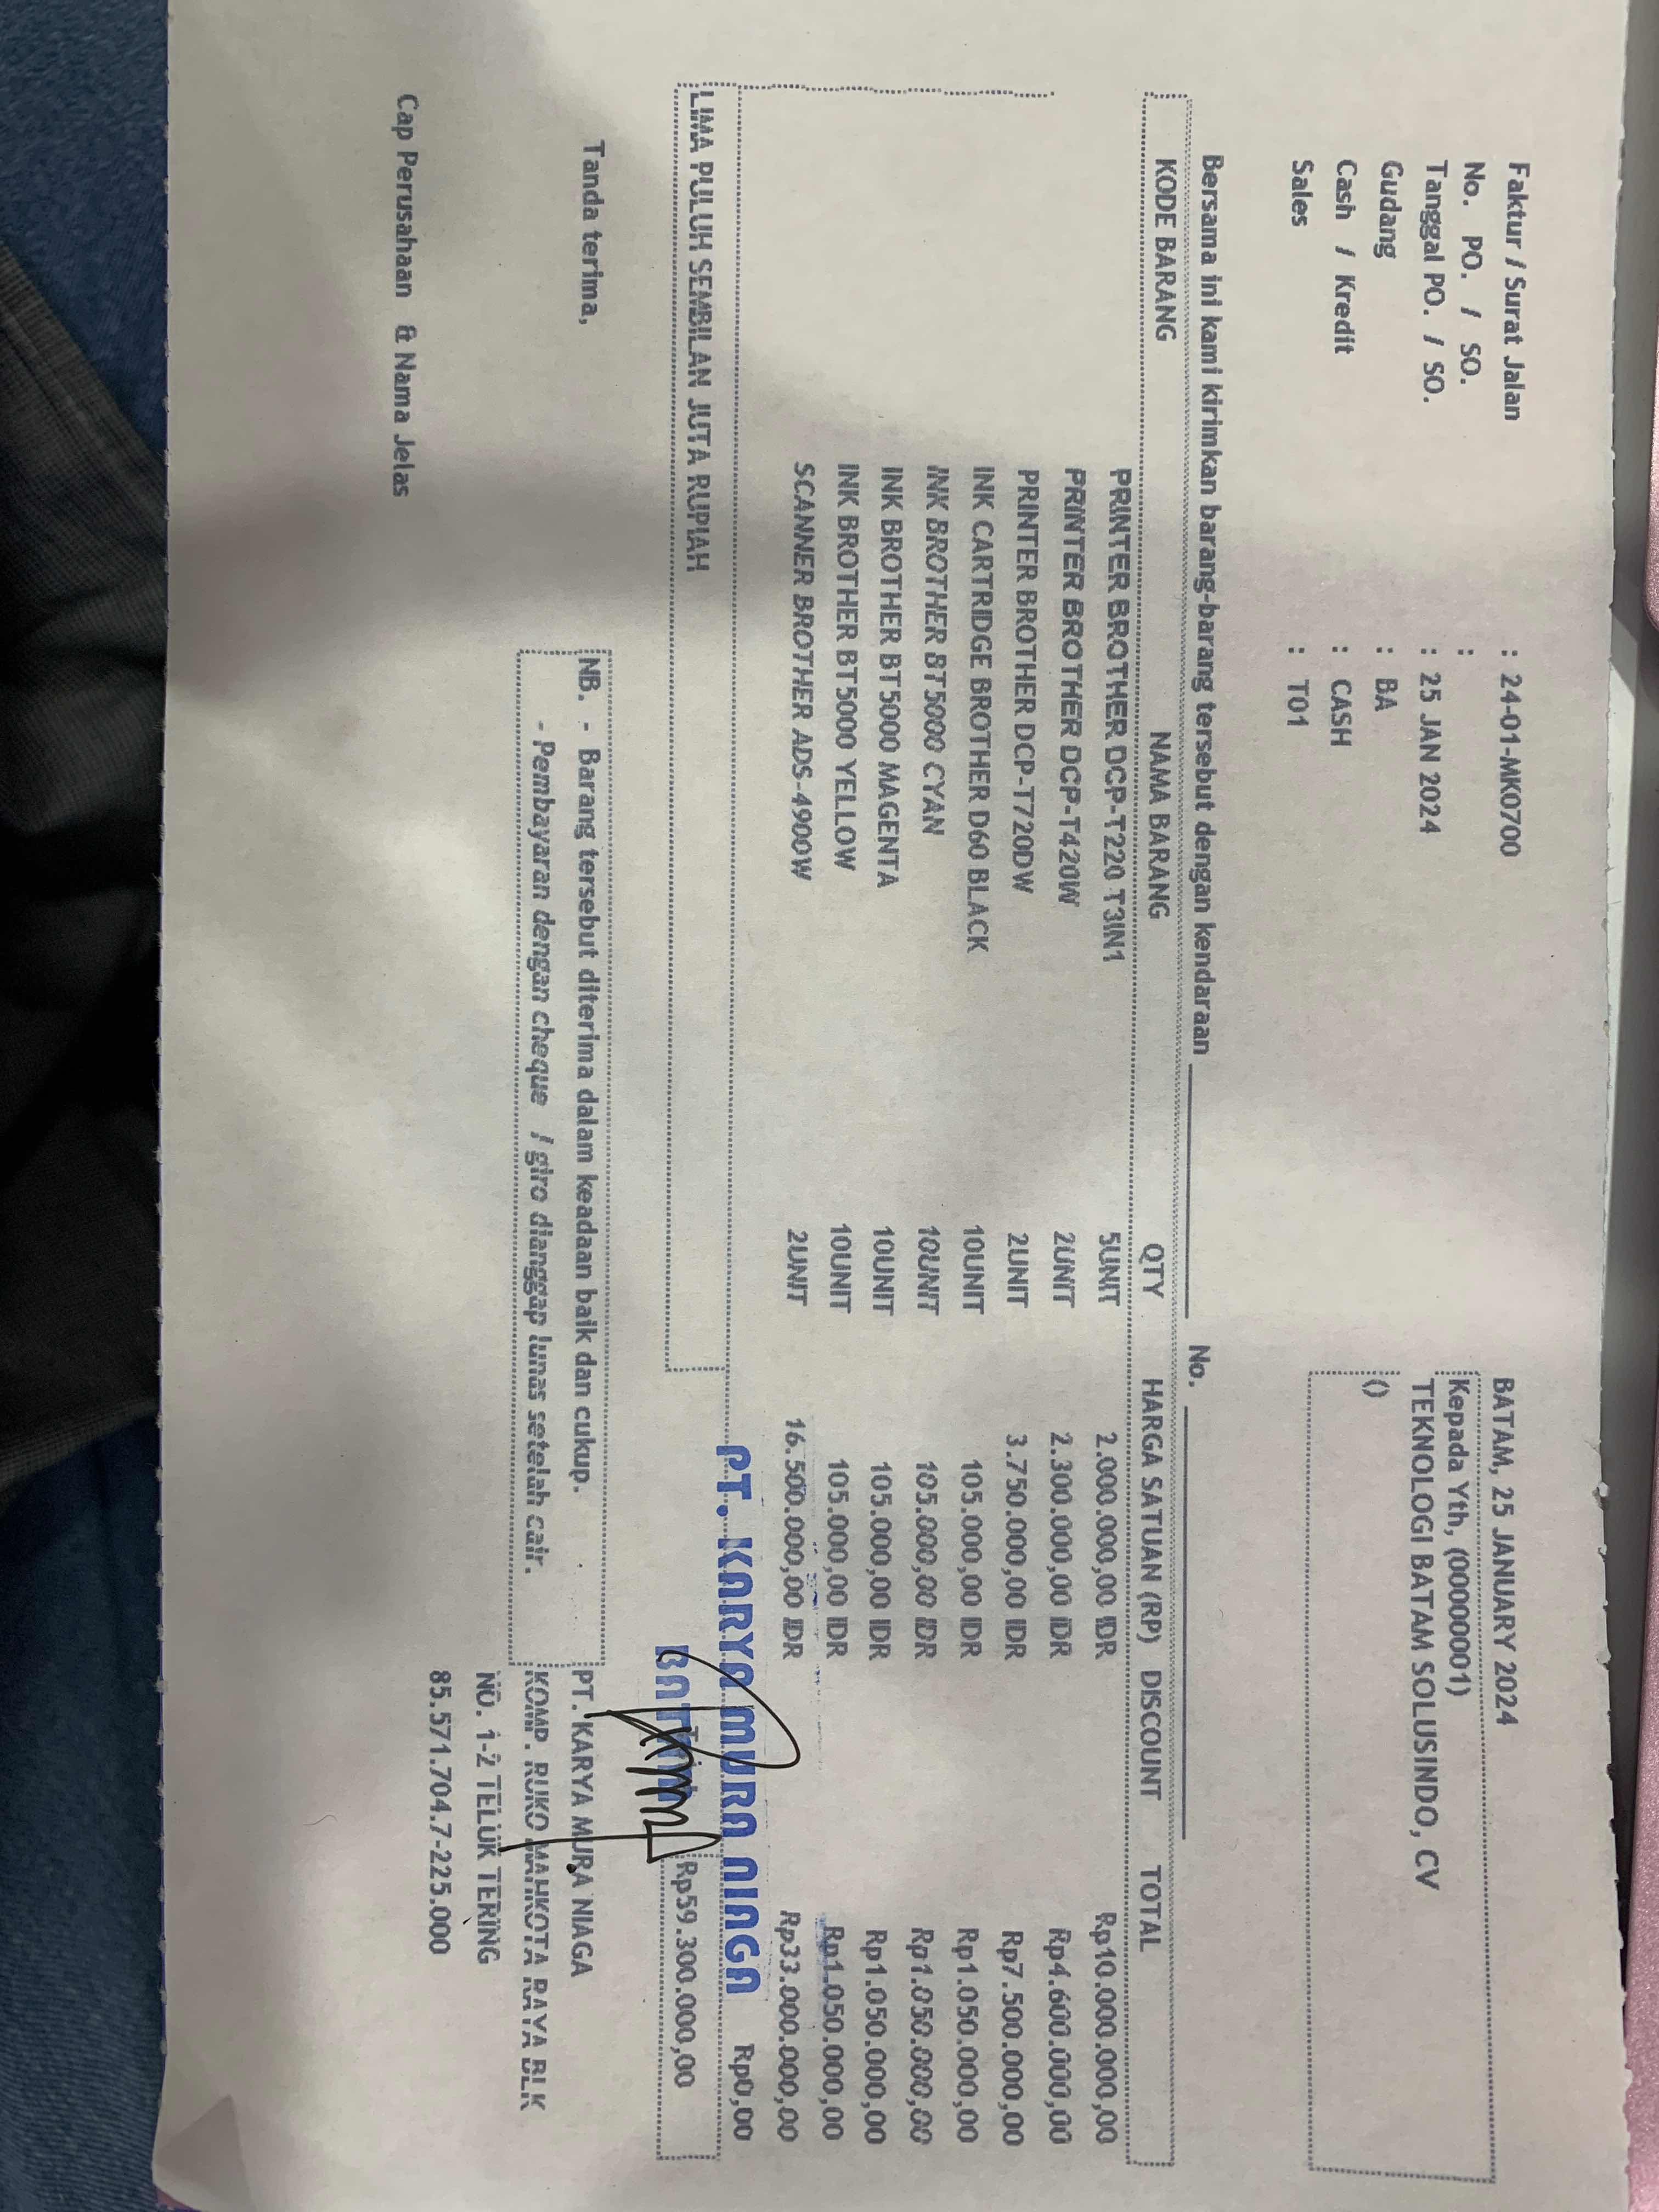 Faktur / Surat Jalan : 24-01-MK0700
No. PO. / SO. :
Tanggal PO. / SO. : 25 JAN 2024
Gudang : BA
Cash / Kredit : CASH
Sales : T01
BATAM, 25 JANUARY 2024
Kepada Yth, (00000001)
TEKNOLOGI BATAM SOLUSINDO, CV
()
Bersama ini kami kirimkan barang-barang tersebut dengan kendaraan No.
KODE BARANG NAMA BARANG QTY HARGA SATUAN (RP) DISCOUNT TOTAL
PRINTER BROTHER DCP-T220 T3IN1 5UNIT 2.000.000,00 IDR Rp10.000.000,00
PRINTER BROTHER DCP-T420W 2UNIT 2.300.000,00 IDR Rp4.600.000,00
PRINTER BROTHER DCP-T720DW 2UNIT 3.750.000,00 IDR Rp7.500.000,00
INK CARTRIDGE BROTHER D60 BLACK 10UNIT 105.000,00 IDR Rp1.050.000,00
INK BROTHER BT5000 CYAN 10UNIT 105.000,00 IDR Rp1.050.000,00
INK BROTHER BT5000 MAGENTA 10UNIT 105.000,00 IDR Rp1.050.000,00
INK BROTHER BT5000 YELLOW 10UNIT 105.000,00 IDR Rp1.050.000,00
SCANNER BROTHER ADS-4900W 2UNIT 16.500.000,00 IDR Rp33.000.000,00
Rp0,00
PT. KARYA MURA NIAGA
BATAM
LIMA PULUH SEMBILAN JUTA RUPIAH Rp59.300.000,00
Tanda terima,
NB. - Barang tersebut diterima dalam keadaan baik dan cukup.
- Pembayaran dengan cheque / giro dianggap lunas setelah cair.
PT. KARYA MURA NIAGA
KOMP. RUKO MAHKOTA RAYA BLK
NO. 1-2 TELUK TERING
85.571.704.7-225.000
Cap Perusahaan & Nama Jelas